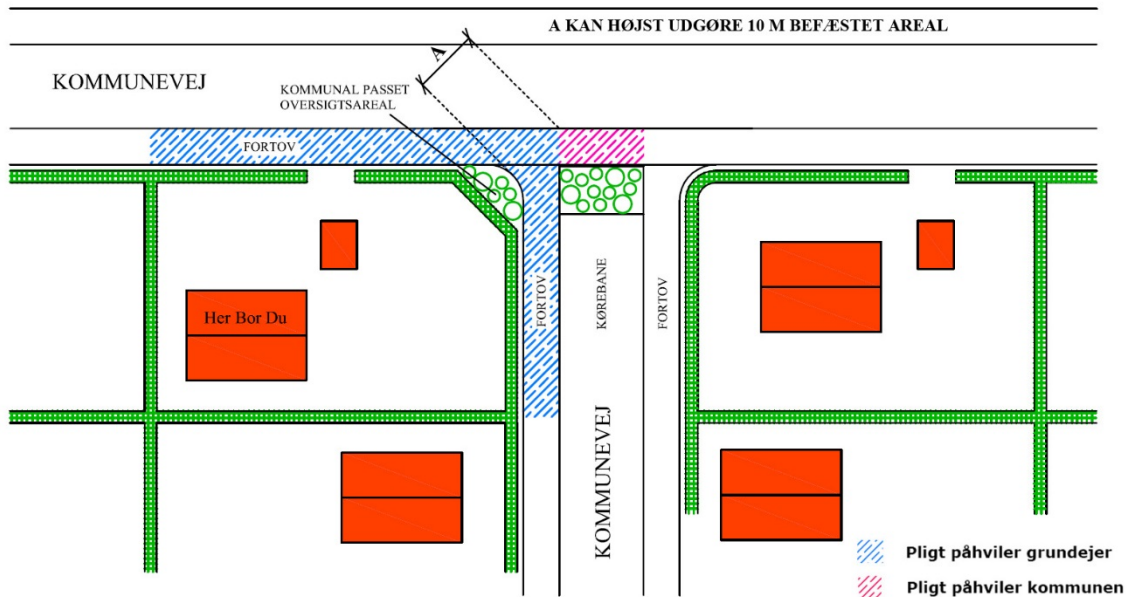 A KAN HØJST UDGØRE 10 M BEFÆSTET AREAL
A
KOMMUNEVEJ
KOMMUNAL PASSET
OVERSIGTSAREAL
FORTOV
Her Bor Du
FORTOV
KØREBANE
FORTOV
KOMMUNEVEJ
Pligt påhviler grundejer
Pligt påhviler kommunen